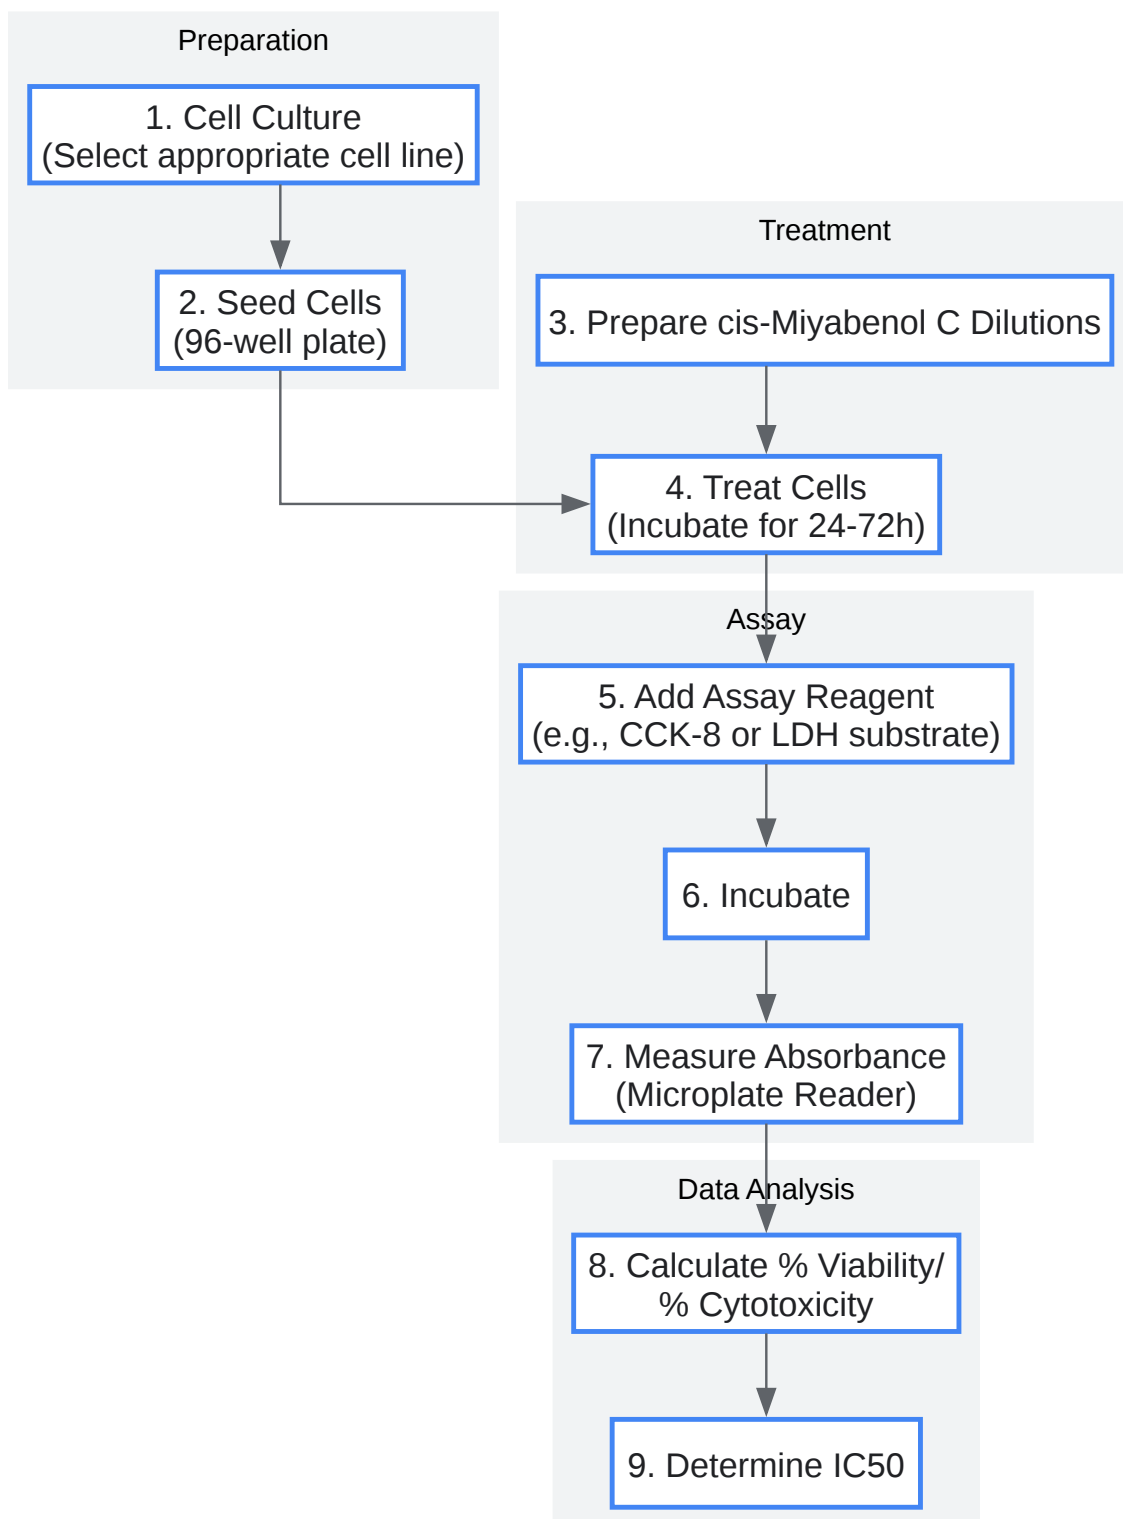 Preparation
1. Cell Culture
(Select appropriate cell line)
2. Seed Cells
(96-well plate)
Treatment
3. Prepare cis-Miyabenol C Dilutions
4. Treat Cells
(Incubate for 24-72h)
Assay
5. Add Assay Reagent
(e.g., CCK-8 or LDH substrate)
6. Incubate
7. Measure Absorbance
(Microplate Reader)
Data Analysis
8. Calculate % Viability/
% Cytotoxicity
9. Determine IC50